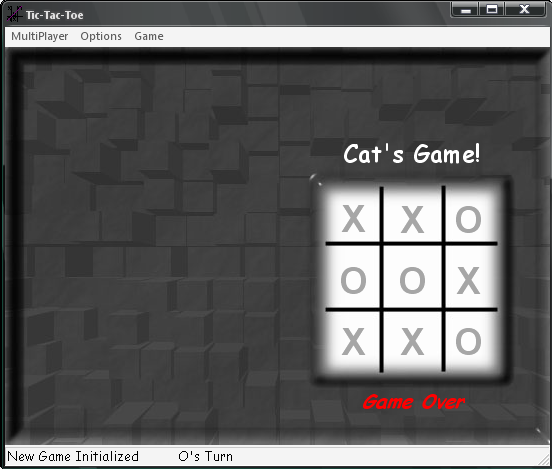 Tic-Tac-Toe
MultiPlayer Options Game
Cat's Game!
X X O
O O X
X X O
Game Over
New Game Initialized O's Turn